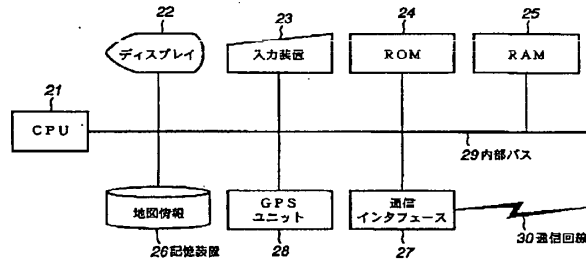 22
23
24
25
ディスプレイ
入力装置
ROM
RAM
21
CPU
29内部バス
地図情報
GPS
ユニット
通信
インタフェース
26記憶装置
28
27
30通信回線